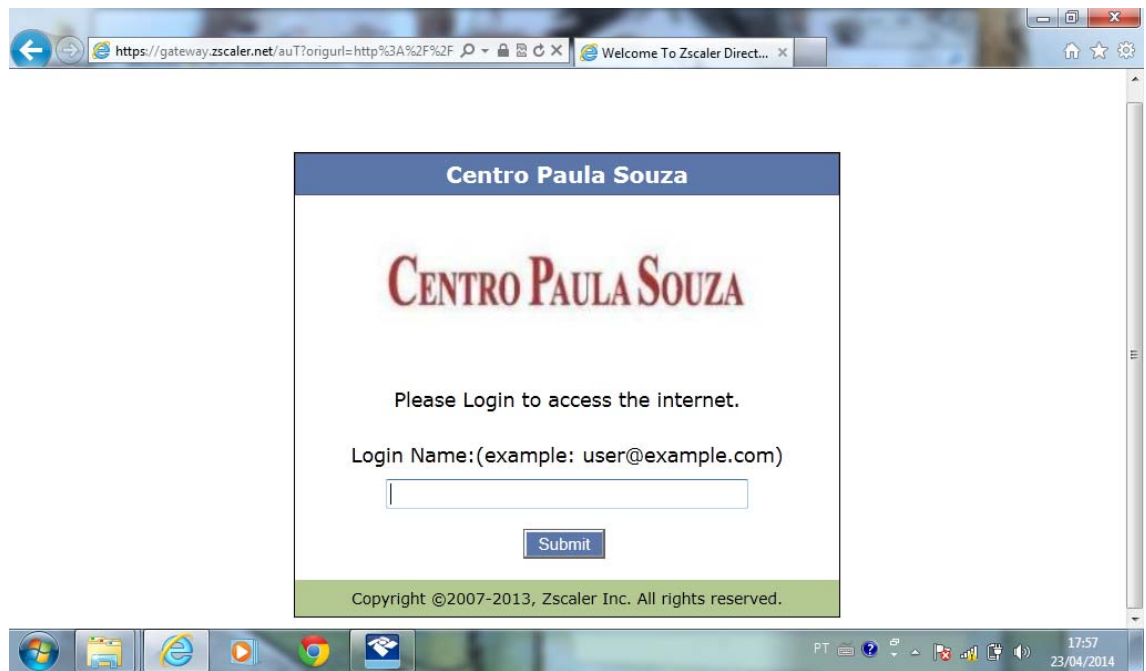 https://gateway.zscaler.net/auT?origurl=http%3A%2F%2F
Welcome To Zscaler Direct...
Centro Paula Souza
CENTRO PAULA SOUZA
Please Login to access the internet.
Login Name:(example: user@example.com)
Submit
Copyright ©2007-2013, Zscaler Inc. All rights reserved.
PT
17:57
23/04/2014